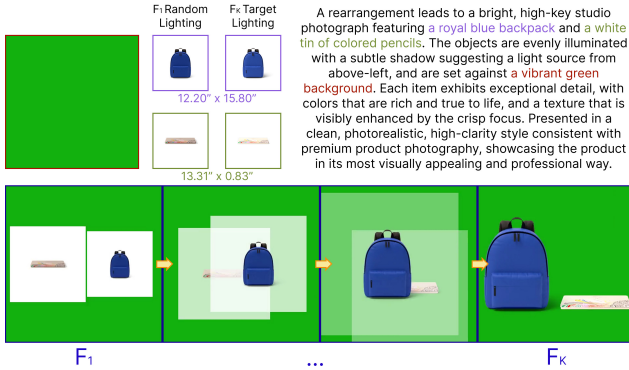 F₁ Random
Lighting
Fₖ Target
Lighting
12.20” x 15.80”
13.31” x 0.83”
A rearrangement leads to a bright, high-key studio
photograph featuring a royal blue backpack and a white
tin of colored pencils. The objects are evenly illuminated
with a subtle shadow suggesting a light source from
above-left, and are set against a vibrant green
background. Each item exhibits exceptional detail, with
colors that are rich and true to life, and a texture that is
visibly enhanced by the crisp focus. Presented in a
clean, photorealistic, high-clarity style consistent with
premium product photography, showcasing the product
in its most visually appealing and professional way.
F₁
...
...
Fₖ